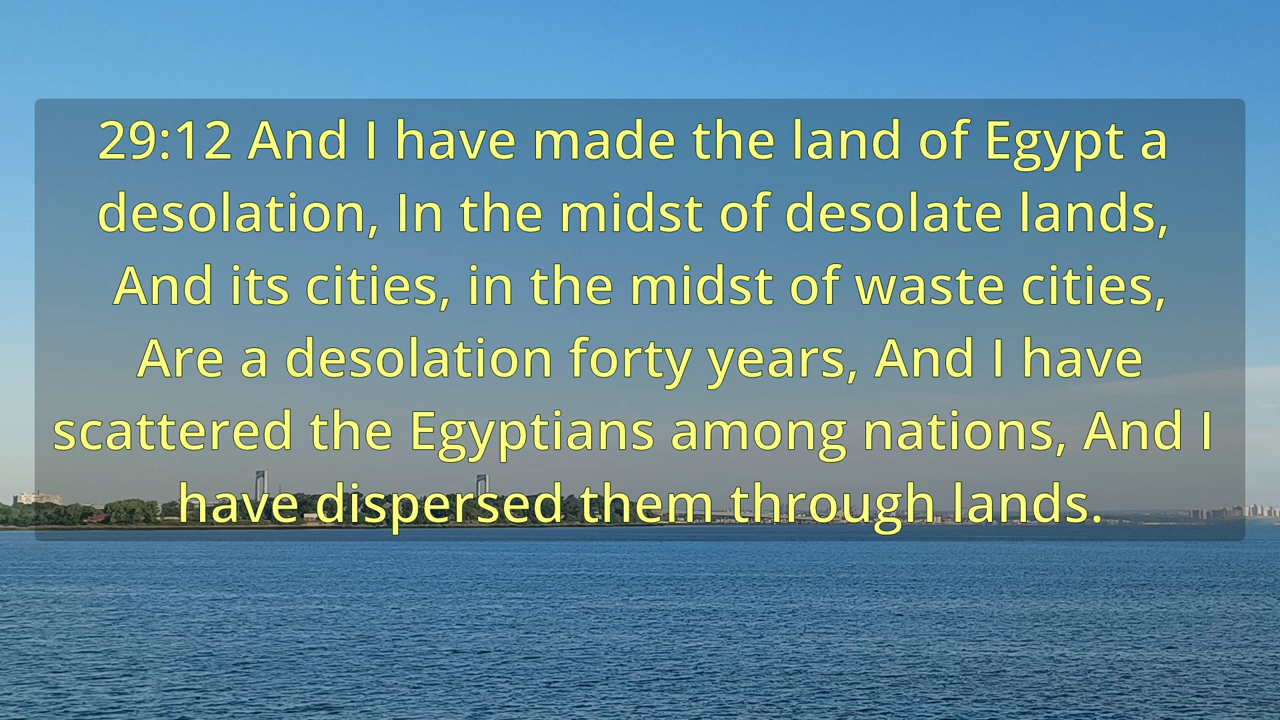 29:12 And I have made the land of Egypt a
desolation, In the midst of desolate lands,
And its cities, in the midst of waste cities,
Are a desolation forty years, And I have
scattered the Egyptians among nations, And I
have dispersed them through lands.